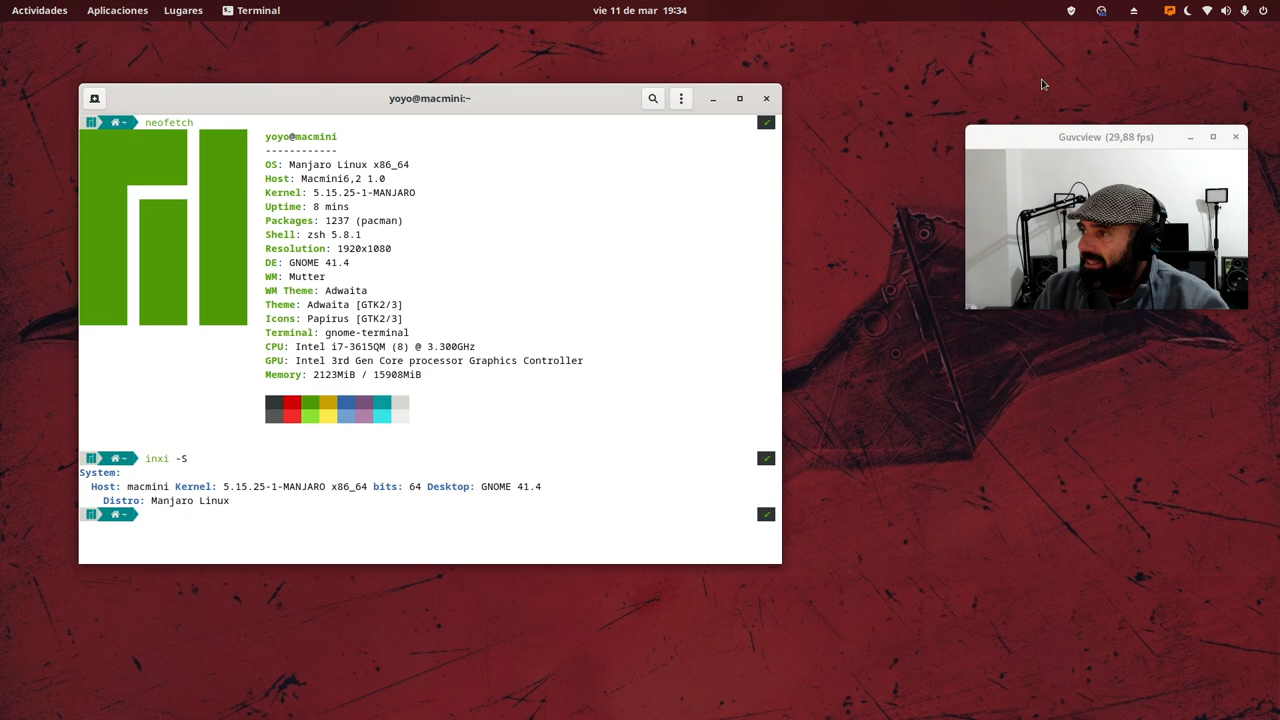 Actividades Aplicaciones Lugares Terminal vie 11 de mar 19:34
yoyo@macmini:~
~ neofetch
yoyo@macmini
------------
OS: Manjaro Linux x86_64
Host: Macmini6,2 1.0
Kernel: 5.15.25-1-MANJARO
Uptime: 8 mins
Packages: 1237 (pacman)
Shell: zsh 5.8.1
Resolution: 1920x1080
DE: GNOME 41.4
WM: Mutter
WM Theme: Adwaita
Theme: Adwaita [GTK2/3]
Icons: Papirus [GTK2/3]
Terminal: gnome-terminal
CPU: Intel i7-3615QM (8) @ 3.300GHz
GPU: Intel 3rd Gen Core processor Graphics Controller
Memory: 2123MiB / 15908MiB
~ inxi -S
System:
Host: macmini Kernel: 5.15.25-1-MANJARO x86_64 bits: 64 Desktop: GNOME 41.4
Distro: Manjaro Linux
~
Guvcview (29,88 fps)